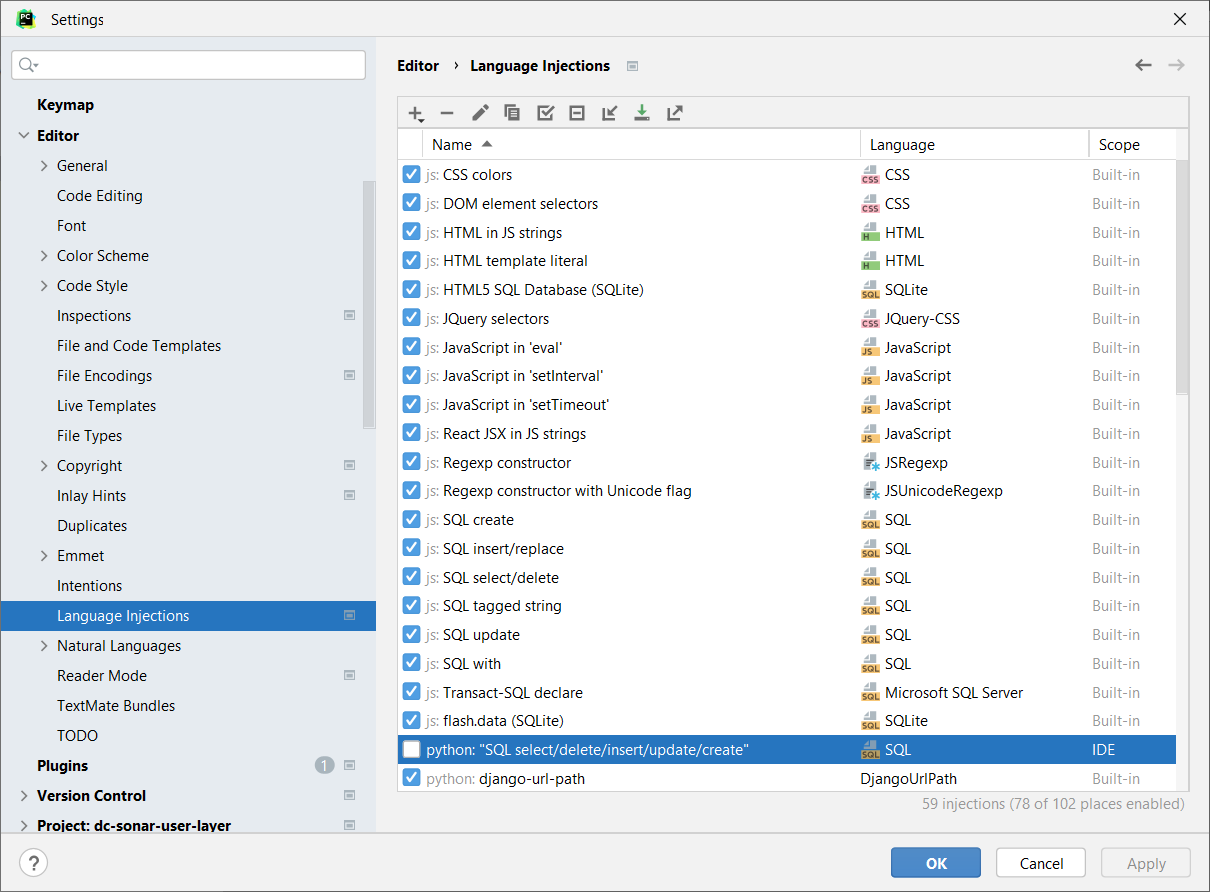 Settings
Editor › Language Injections
Keymap
Editor
General
Code Editing
Font
Color Scheme
Code Style
Inspections
File and Code Templates
File Encodings
Live Templates
File Types
Copyright
Inlay Hints
Duplicates
Emmet
Intentions
Language Injections
Natural Languages
Reader Mode
TextMate Bundles
TODO
Plugins 1
Version Control
Project: dc-sonar-user-layer
Name Language Scope
js: CSS colors CSS Built-in
js: DOM element selectors CSS Built-in
js: HTML in JS strings HTML Built-in
js: HTML template literal HTML Built-in
js: HTML5 SQL Database (SQLite) SQLite Built-in
js: JQuery selectors JQuery-CSS Built-in
js: JavaScript in 'eval' JavaScript Built-in
js: JavaScript in 'setInterval' JavaScript Built-in
js: JavaScript in 'setTimeout' JavaScript Built-in
js: React JSX in JS strings JavaScript Built-in
js: Regexp constructor JSRegexp Built-in
js: Regexp constructor with Unicode flag JSUnicodeRegexp Built-in
js: SQL create SQL Built-in
js: SQL insert/replace SQL Built-in
js: SQL select/delete SQL Built-in
js: SQL tagged string SQL Built-in
js: SQL update SQL Built-in
js: SQL with SQL Built-in
js: Transact-SQL declare Microsoft SQL Server Built-in
js: flash.data (SQLite) SQLite Built-in
python: "SQL select/delete/insert/update/create" SQL IDE
python: django-url-path DjangoUrlPath Built-in
59 injections (78 of 102 places enabled)
? OK Cancel Apply